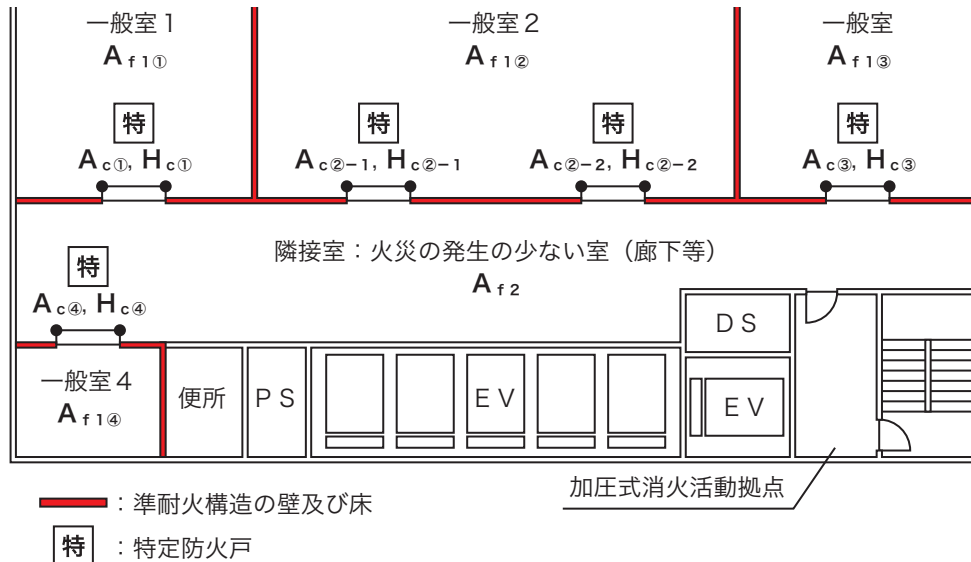 一般室１
Ａｆ１①
一般室２
Ａｆ１②
一般室
Ａｆ１③
特
Ａｃ①, Ｈｃ①
特
Ａｃ②−１, Ｈｃ②−１
特
Ａｃ②−２, Ｈｃ②−２
特
Ａｃ③, Ｈｃ③
隣接室：火災の発生の少ない室（廊下等）
Ａｆ２
特
Ａｃ④, Ｈｃ④
一般室４
Ａｆ１④
便所
ＰＳ
ＥＶ
ＤＳ
ＥＶ
加圧式消火活動拠点
：準耐火構造の壁及び床
特：特定防火戸